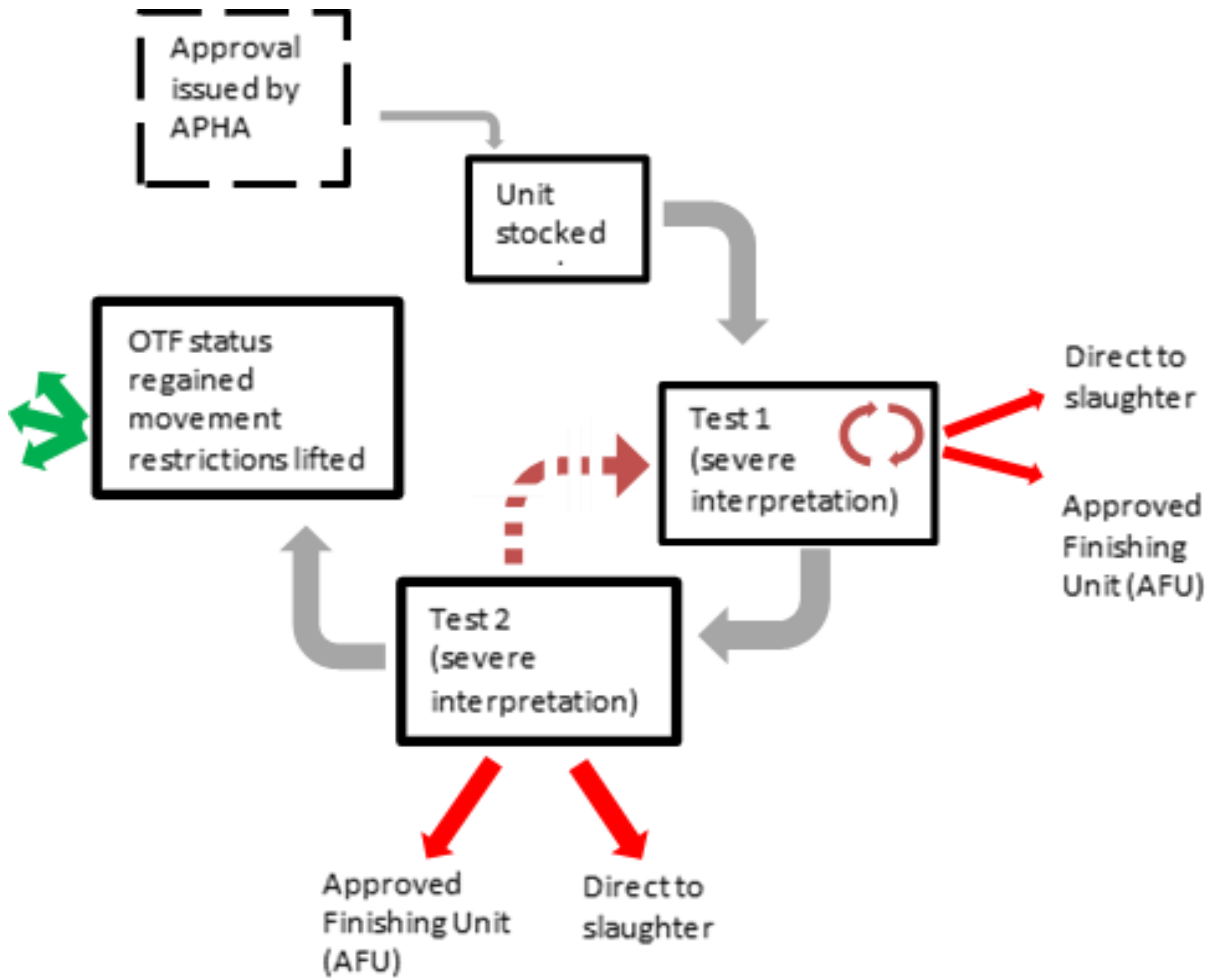 Approval
issued by
APHA
Unit
stocked
OTF status
regained
movement
restrictions lifted
Test 1
(severe
interpretation)
Direct to
slaughter
Approved
Finishing
Unit (AFU)
Test 2
(severe
interpretation)
Approved
Finishing Unit
(AFU)
Direct to
slaughter